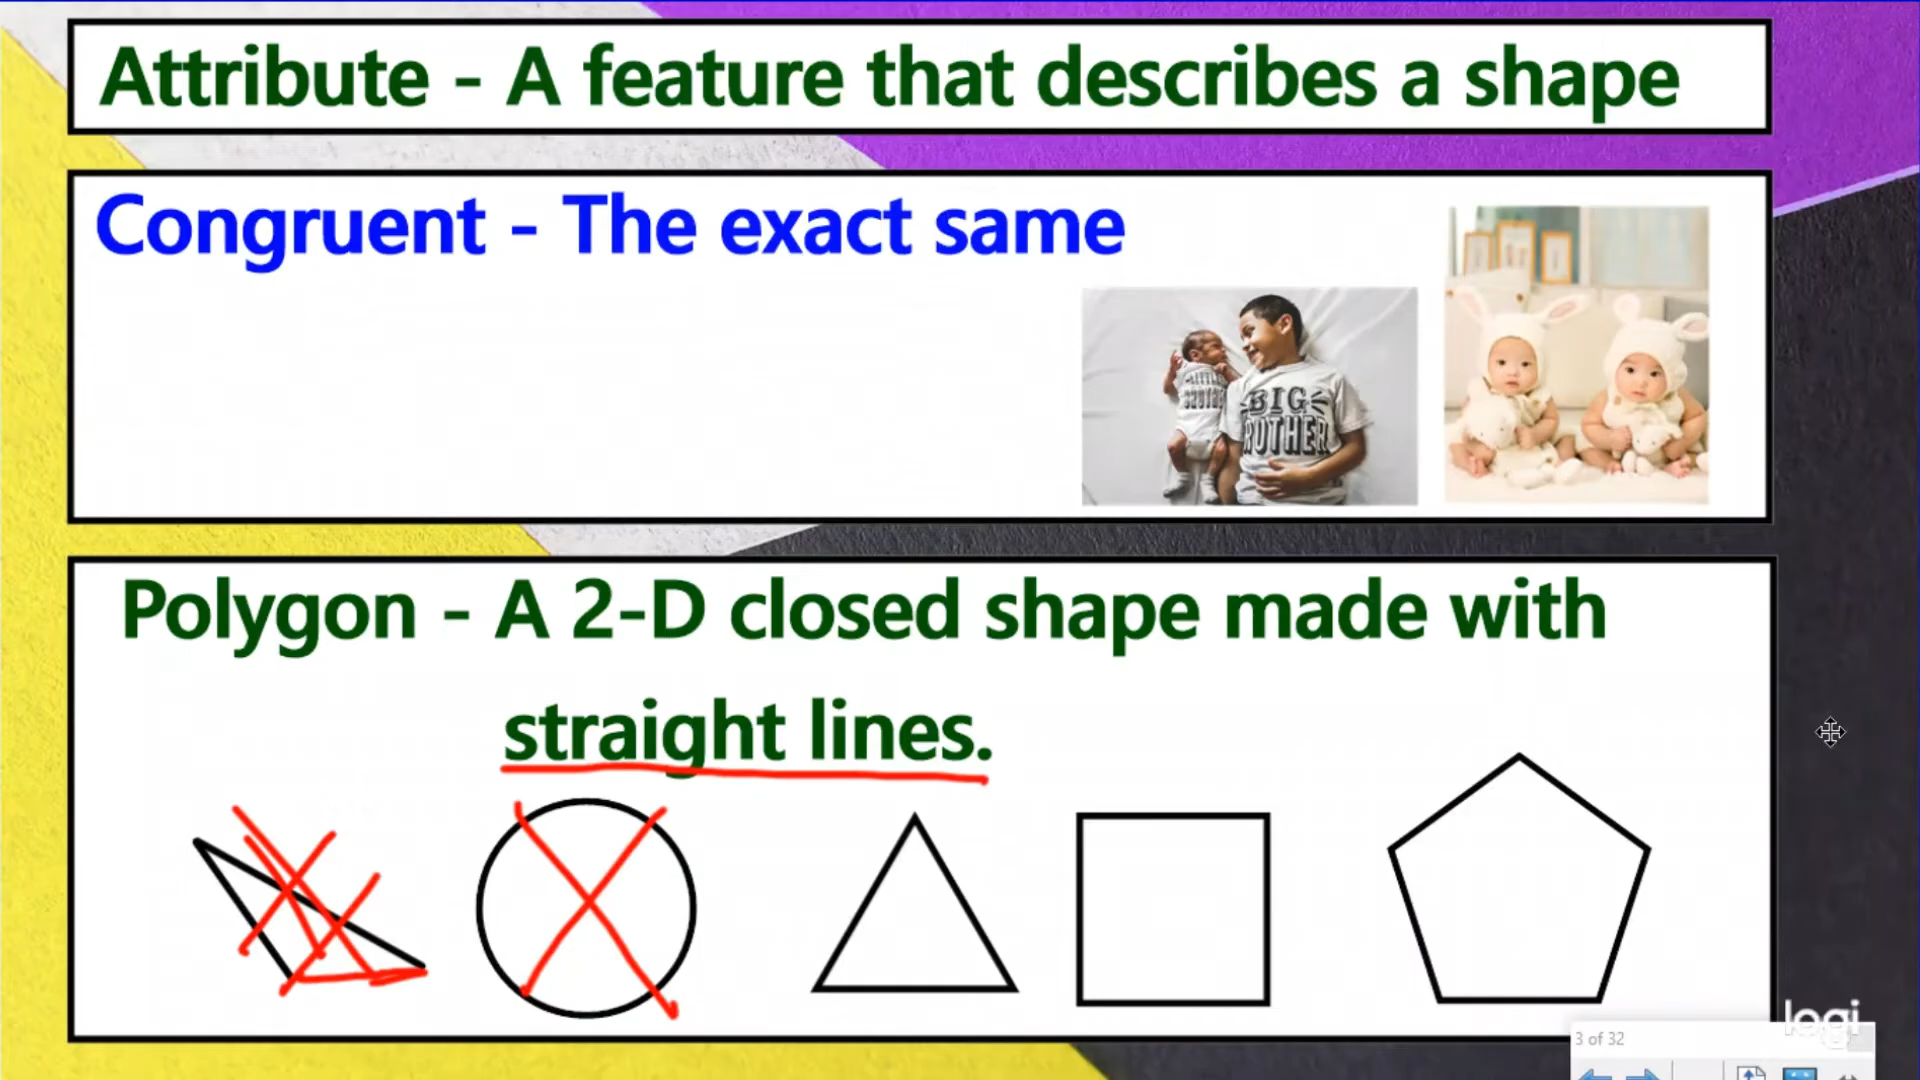 Attribute - A feature that describes a shape
Congruent - The exact same
BIG
Polygon - A 2-D closed shape made with
straight lines.
logi
3 of 32